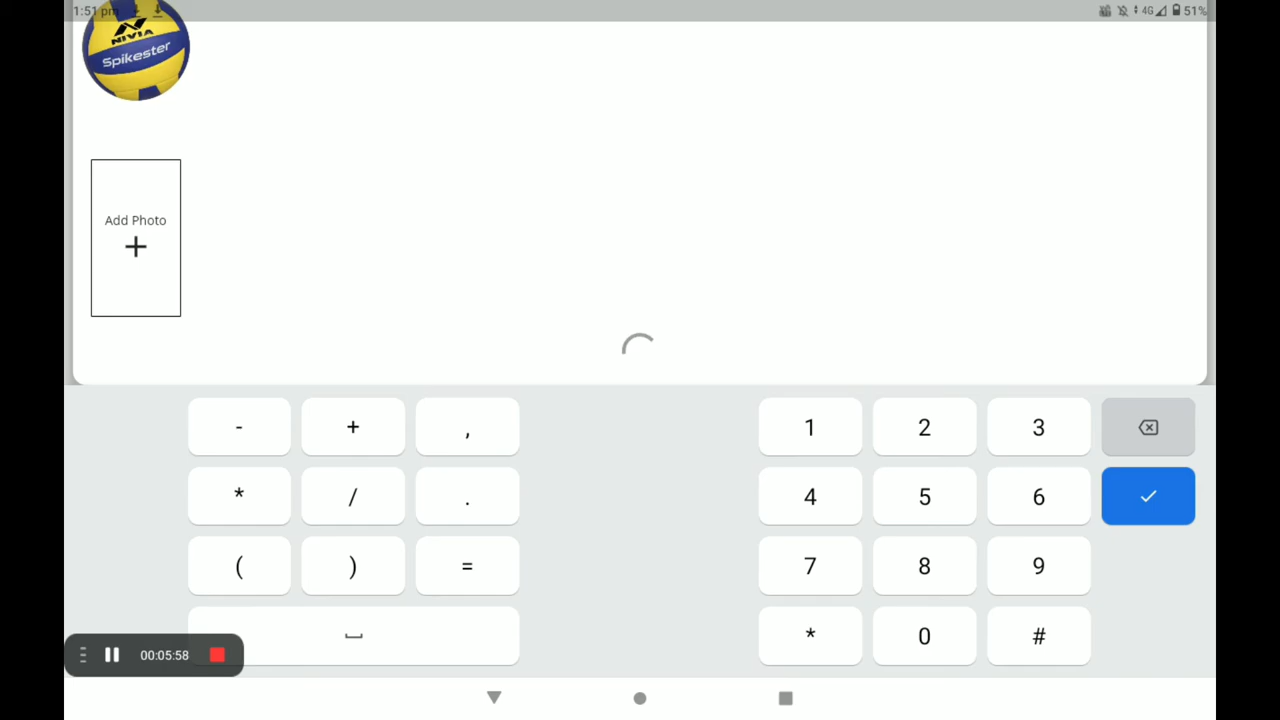 1:51 pm
4G
51%
NIVIA
Spikester
Add Photo
+
- + , 1 2 3
* / . 4 5 6
( ) = 7 8 9
* 0 #
00:05:58